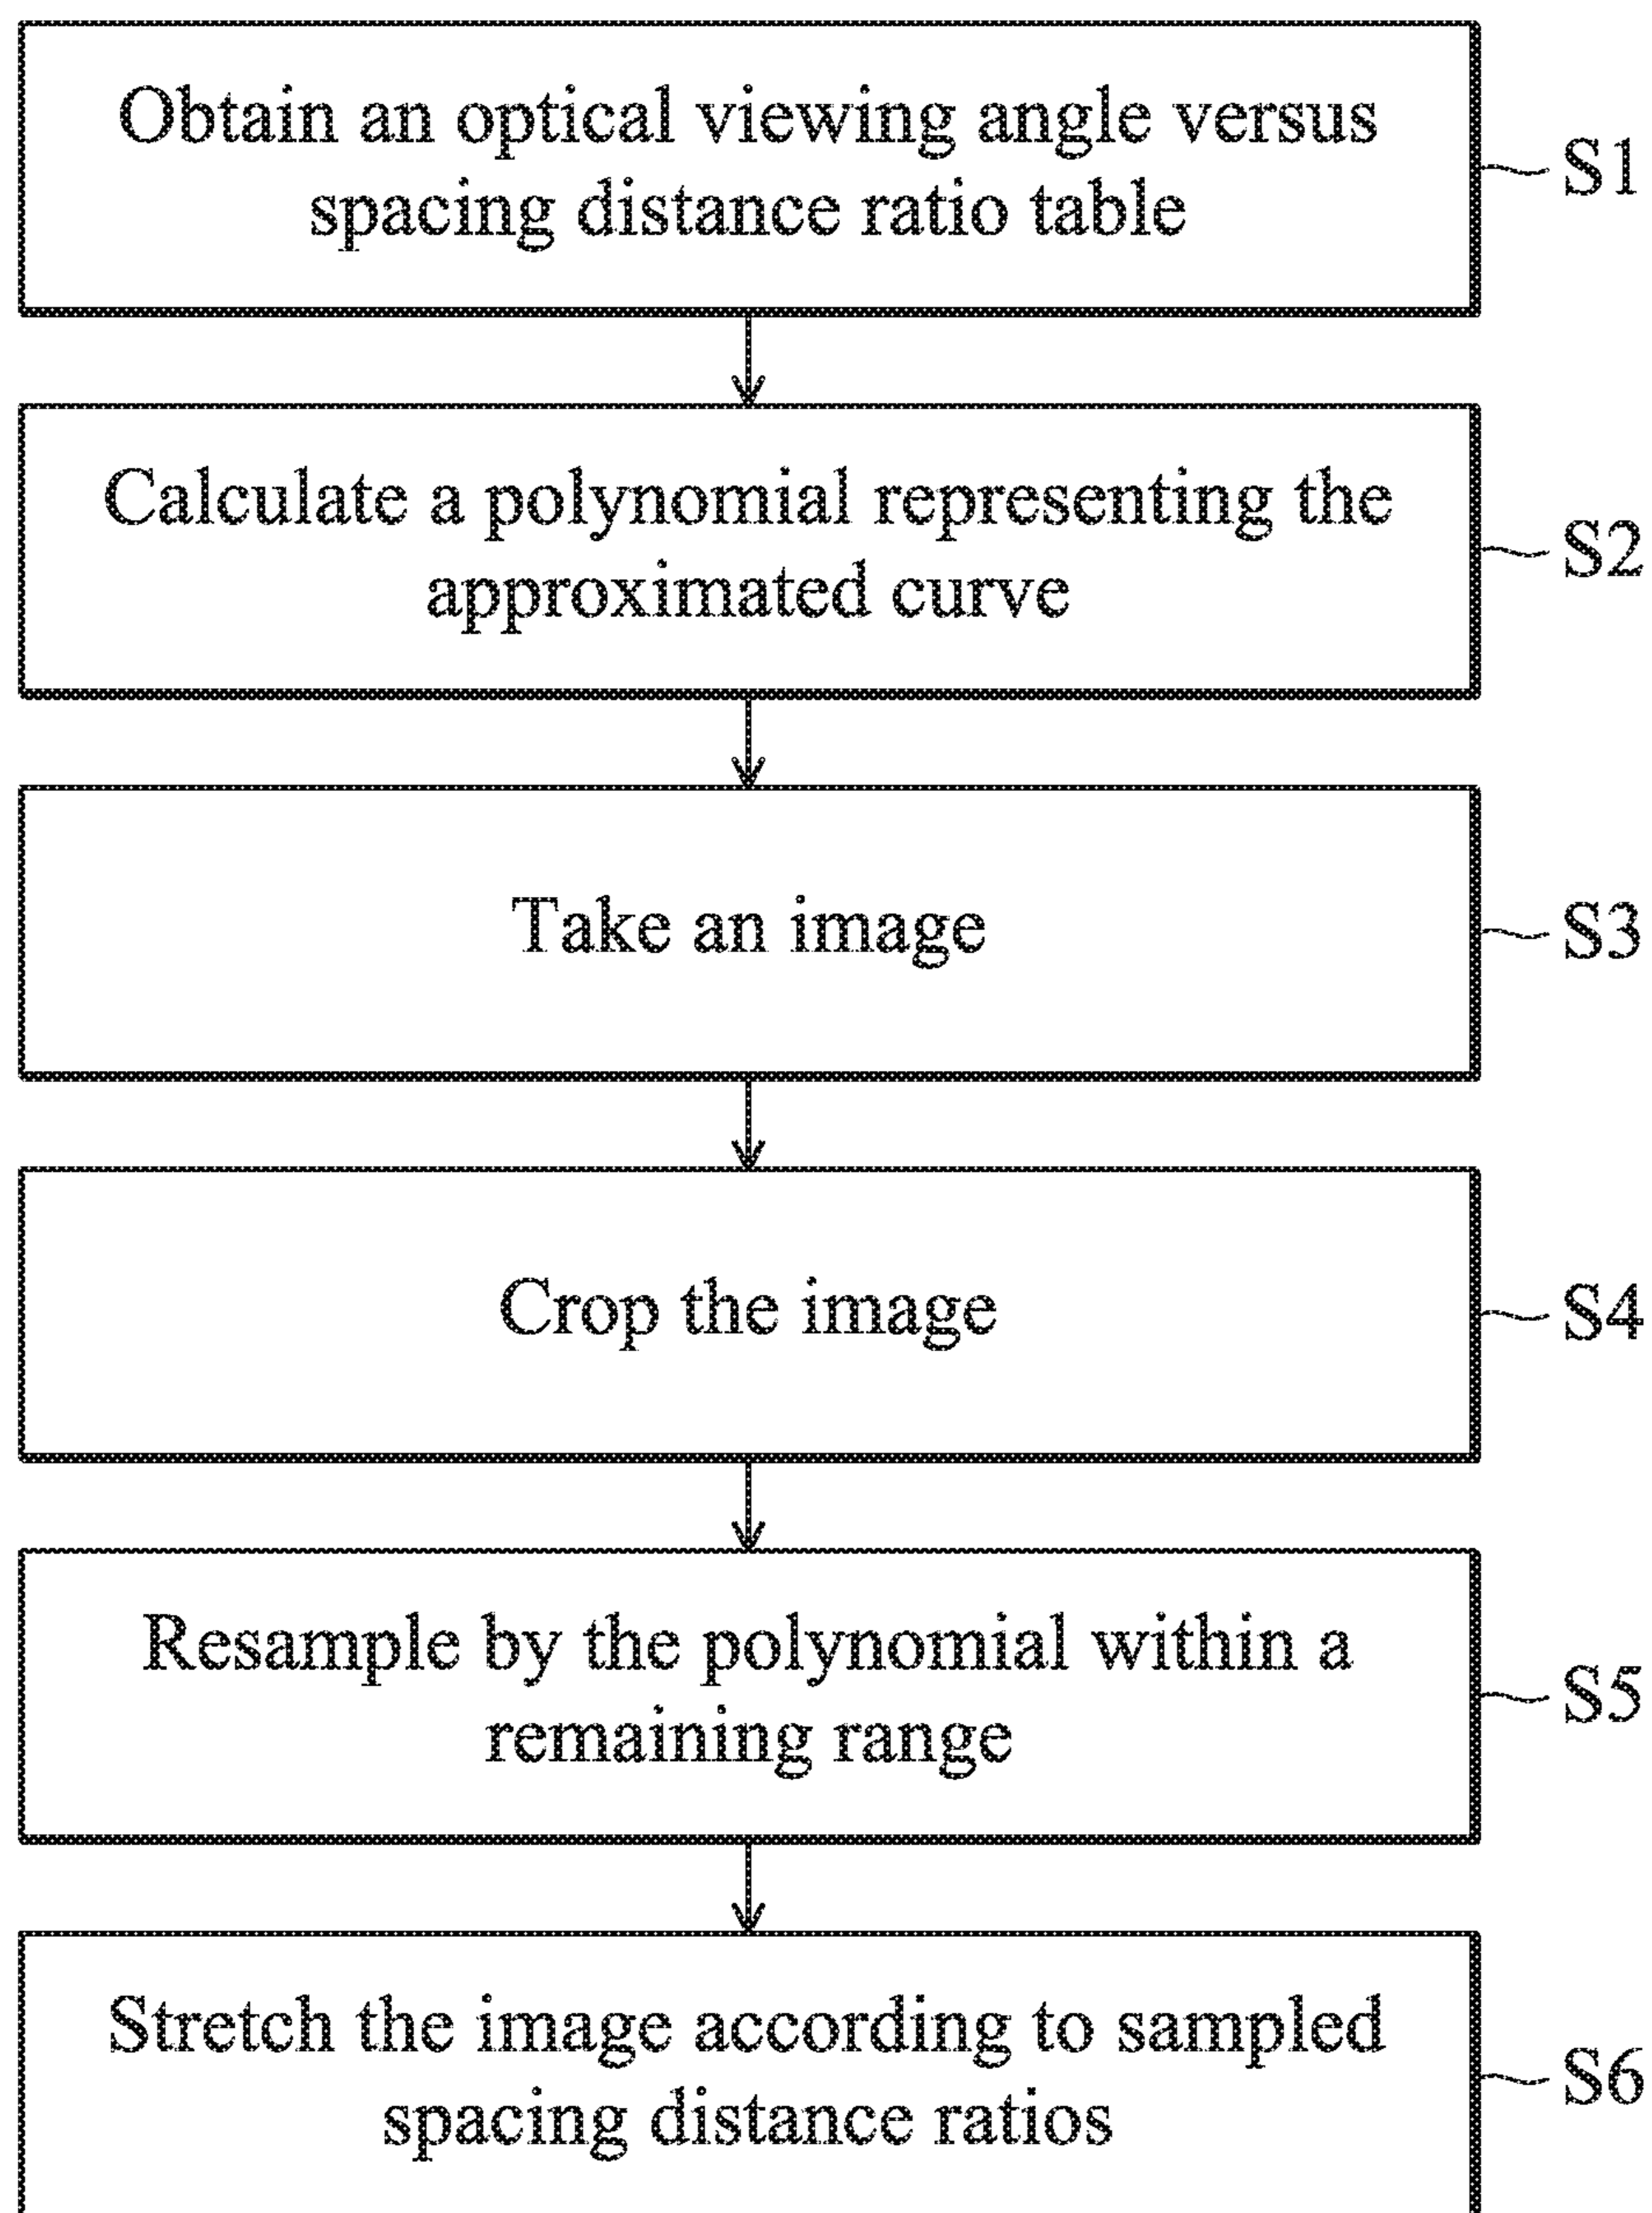 Obtain an optical viewing angle versus
spacing distance ratio table
S1
Calculate a polynomial representing the
approximated curve
S2
Take an image
S3
Crop the image
S4
Resample by the polynomial within a
remaining range
S5
Stretch the image according to sampled
spacing distance ratios
S6